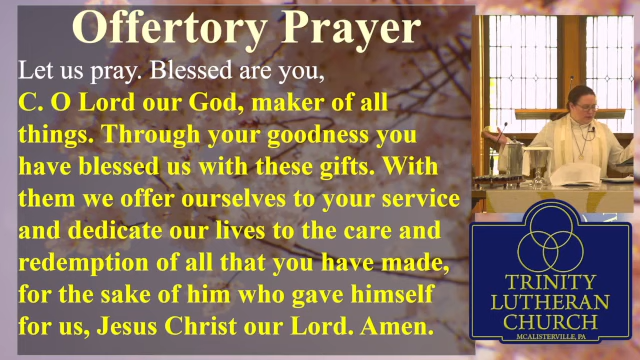 Offertory Prayer
Let us pray. Blessed are you,
C. O Lord our God, maker of all
things. Through your goodness you
have blessed us with these gifts. With
them we offer ourselves to your service
and dedicate our lives to the care and
redemption of all that you have made,
for the sake of him who gave himself
for us, Jesus Christ our Lord. Amen.
TRINITY
LUTHERAN
CHURCH
MCALISTERVILLE, PA